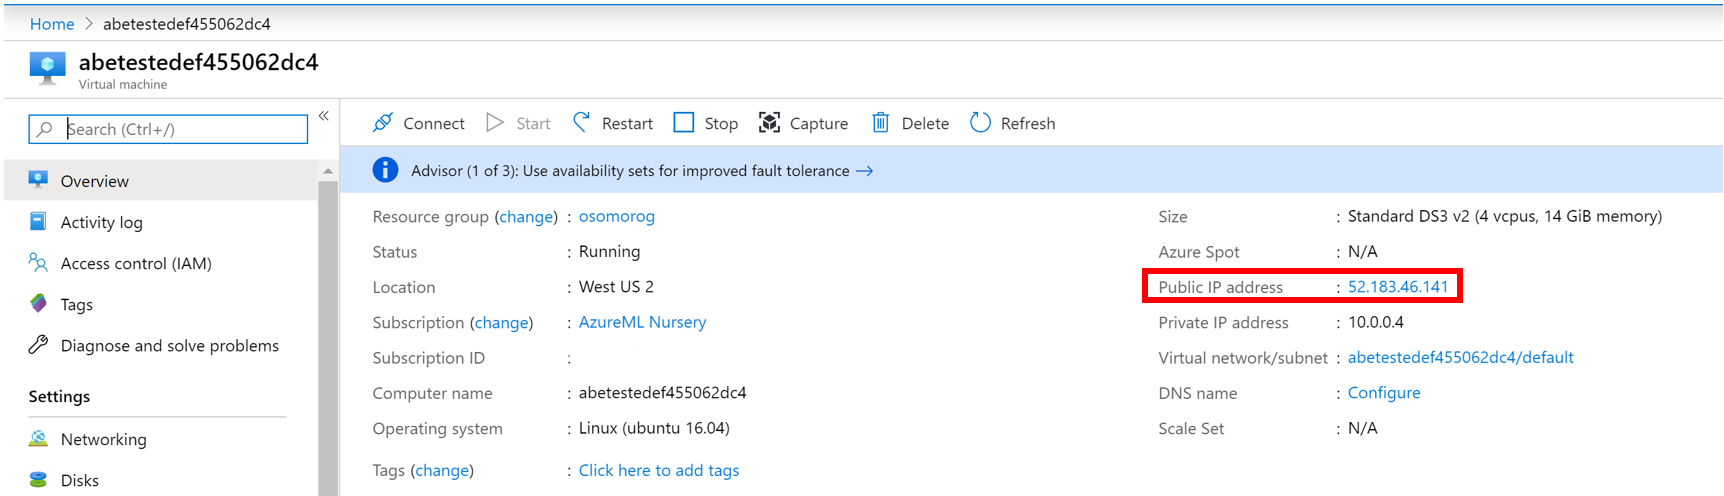 Home > abetestedef455062dc4
abetestedef455062dc4
Virtual machine
Search (Ctrl+/)
«
Overview
Activity log
Access control (IAM)
Tags
Diagnose and solve problems
Settings
Networking
Disks
Connect Start Restart Stop Capture Delete Refresh
Advisor (1 of 3): Use availability sets for improved fault tolerance →
Resource group (change) : osomorog
Status : Running
Location : West US 2
Subscription (change) : AzureML Nursery
Subscription ID :
Computer name : abetestedef455062dc4
Operating system : Linux (ubuntu 16.04)
Tags (change) : Click here to add tags
Size : Standard DS3 v2 (4 vcpus, 14 GiB memory)
Azure Spot : N/A
Public IP address : 52.183.46.141
Private IP address : 10.0.0.4
Virtual network/subnet : abetestedef455062dc4/default
DNS name : Configure
Scale Set : N/A